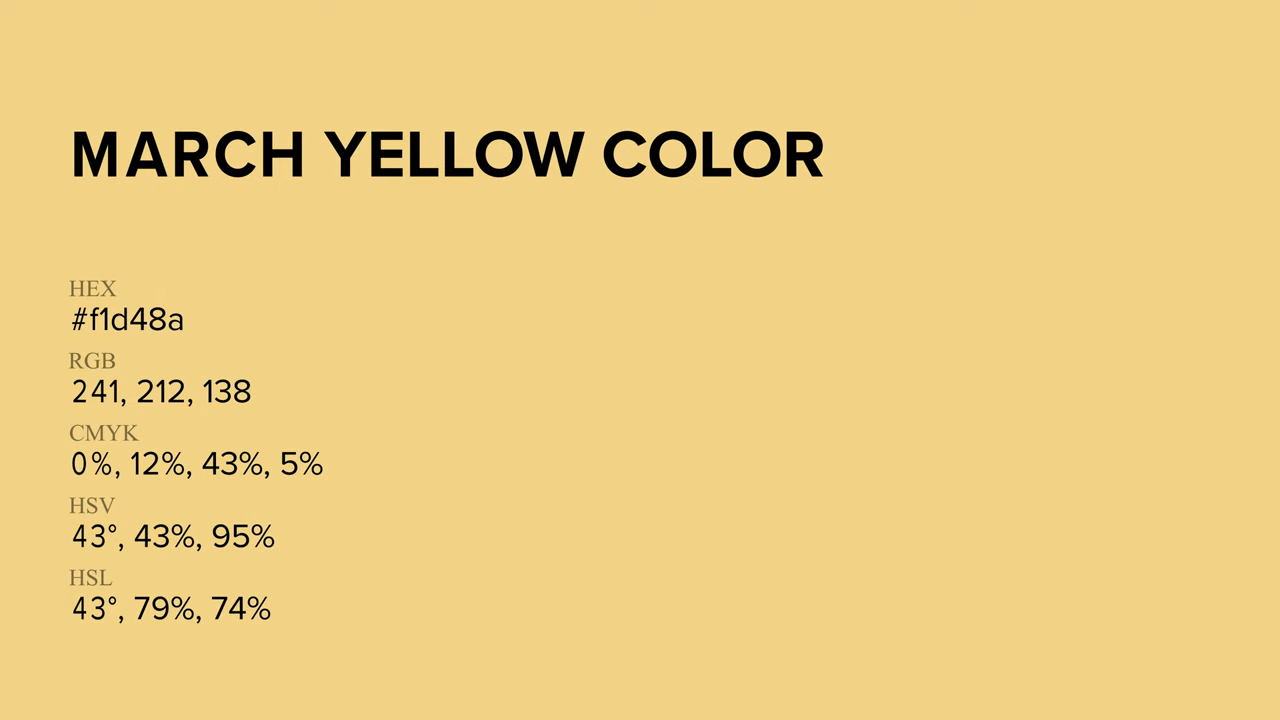 MARCH YELLOW COLOR
HEX
#f1d48a
RGB
241, 212, 138
CMYK
0%, 12%, 43%, 5%
HSV
43°, 43%, 95%
HSL
43°, 79%, 74%